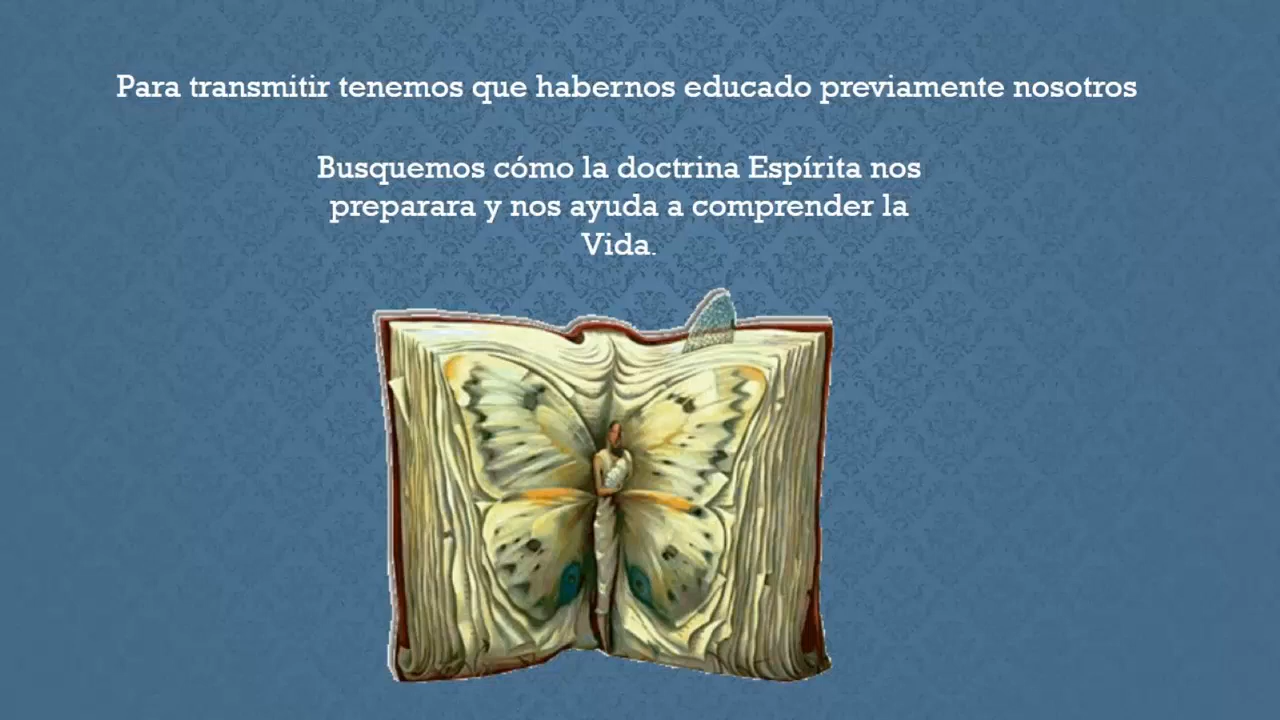 Para transmitir tenemos que habernos educado previamente nosotros
Busquemos cómo la doctrina Espírita nos
preparara y nos ayuda a comprender la
Vida.